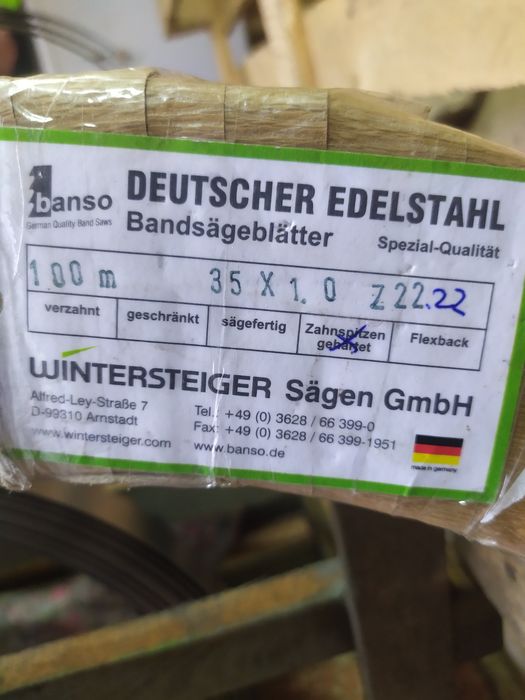 banso
German Quality Band Saws
DEUTSCHER EDELSTAHL
Bandsägeblätter
Spezial-Qualität
100 m 35 X 1.0 Z22.22
verzahnt geschränkt sägefertig Zahnspitzen gehärtet Flexback
WINTERSTEIGER Sägen GmbH
Alfred-Ley-Straße 7
D-99310 Arnstadt
www.wintersteiger.com
Tel.: +49 (0) 3628 / 66 399-0
Fax: +49 (0) 3628 / 66 399-1951
www.banso.de
made in germany